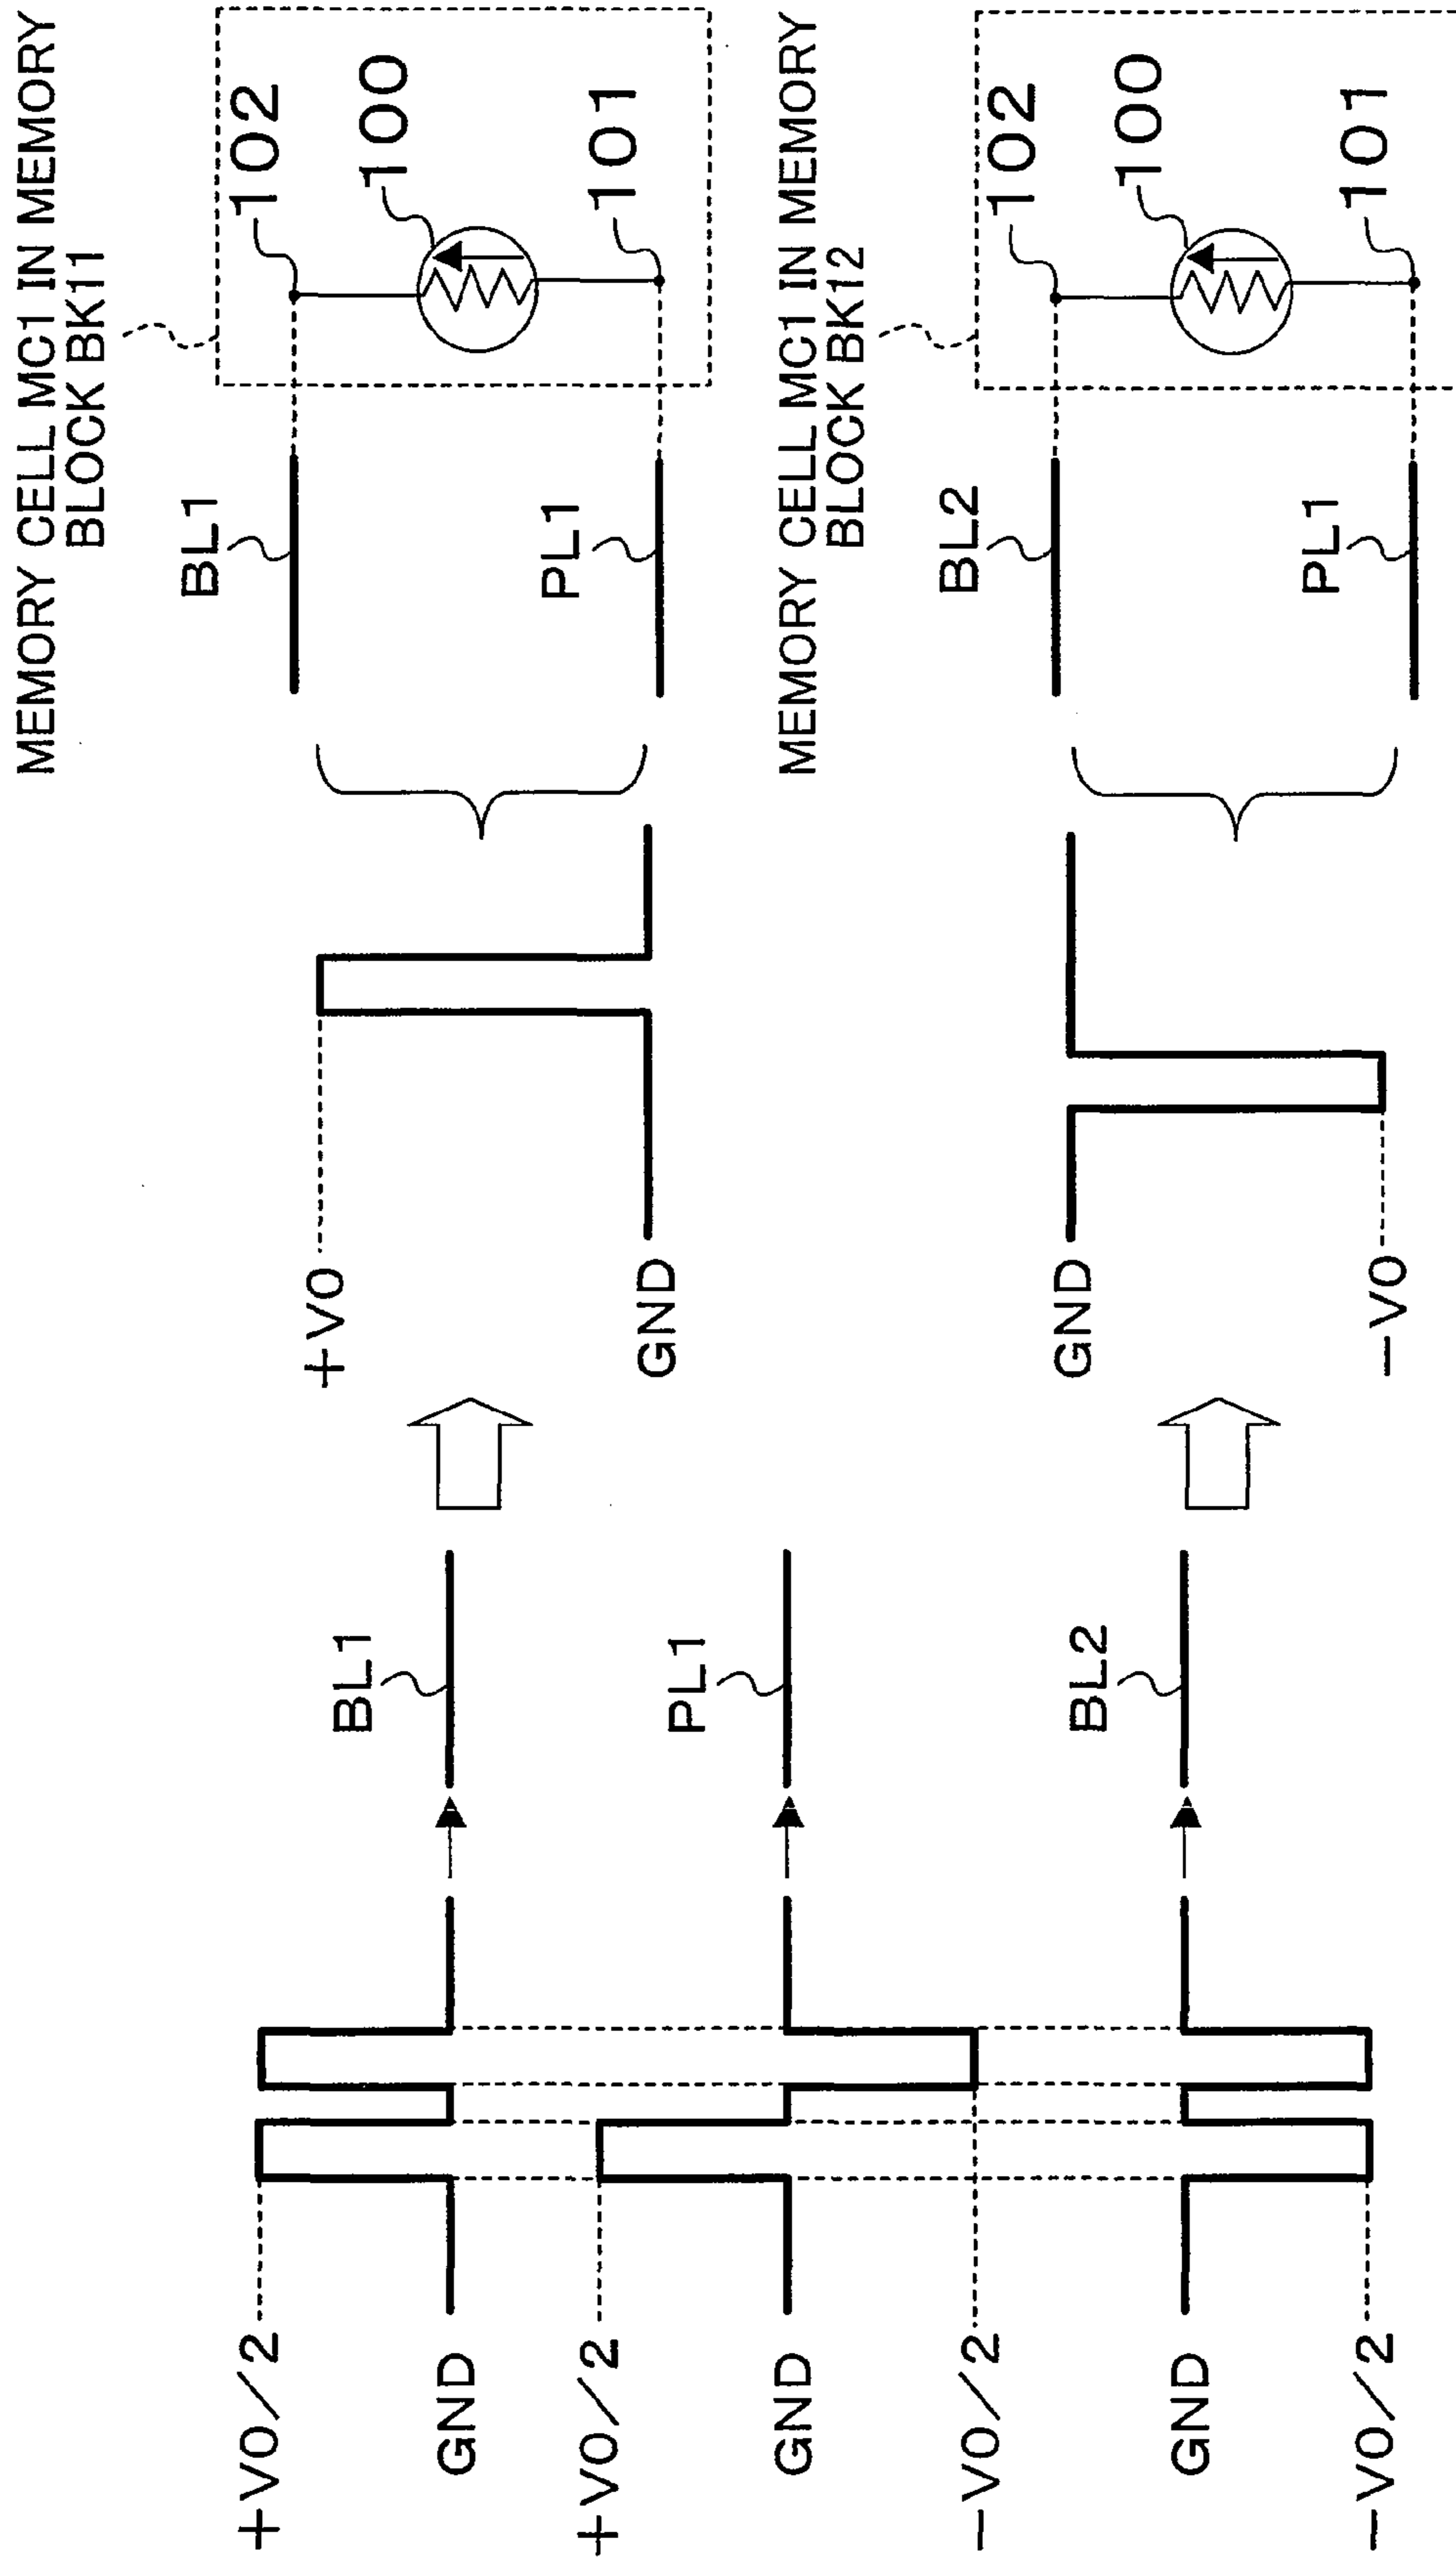 +V0/2
GND
BL1
+V0/2
GND
PL1
-V0/2
GND
BL2
-V0/2
+V0
GND
BL1
PL1
MEMORY CELL MC1 IN MEMORY
BLOCK BK11
102
100
101
GND
-V0
BL2
PL1
MEMORY CELL MC1 IN MEMORY
BLOCK BK12
102
100
101